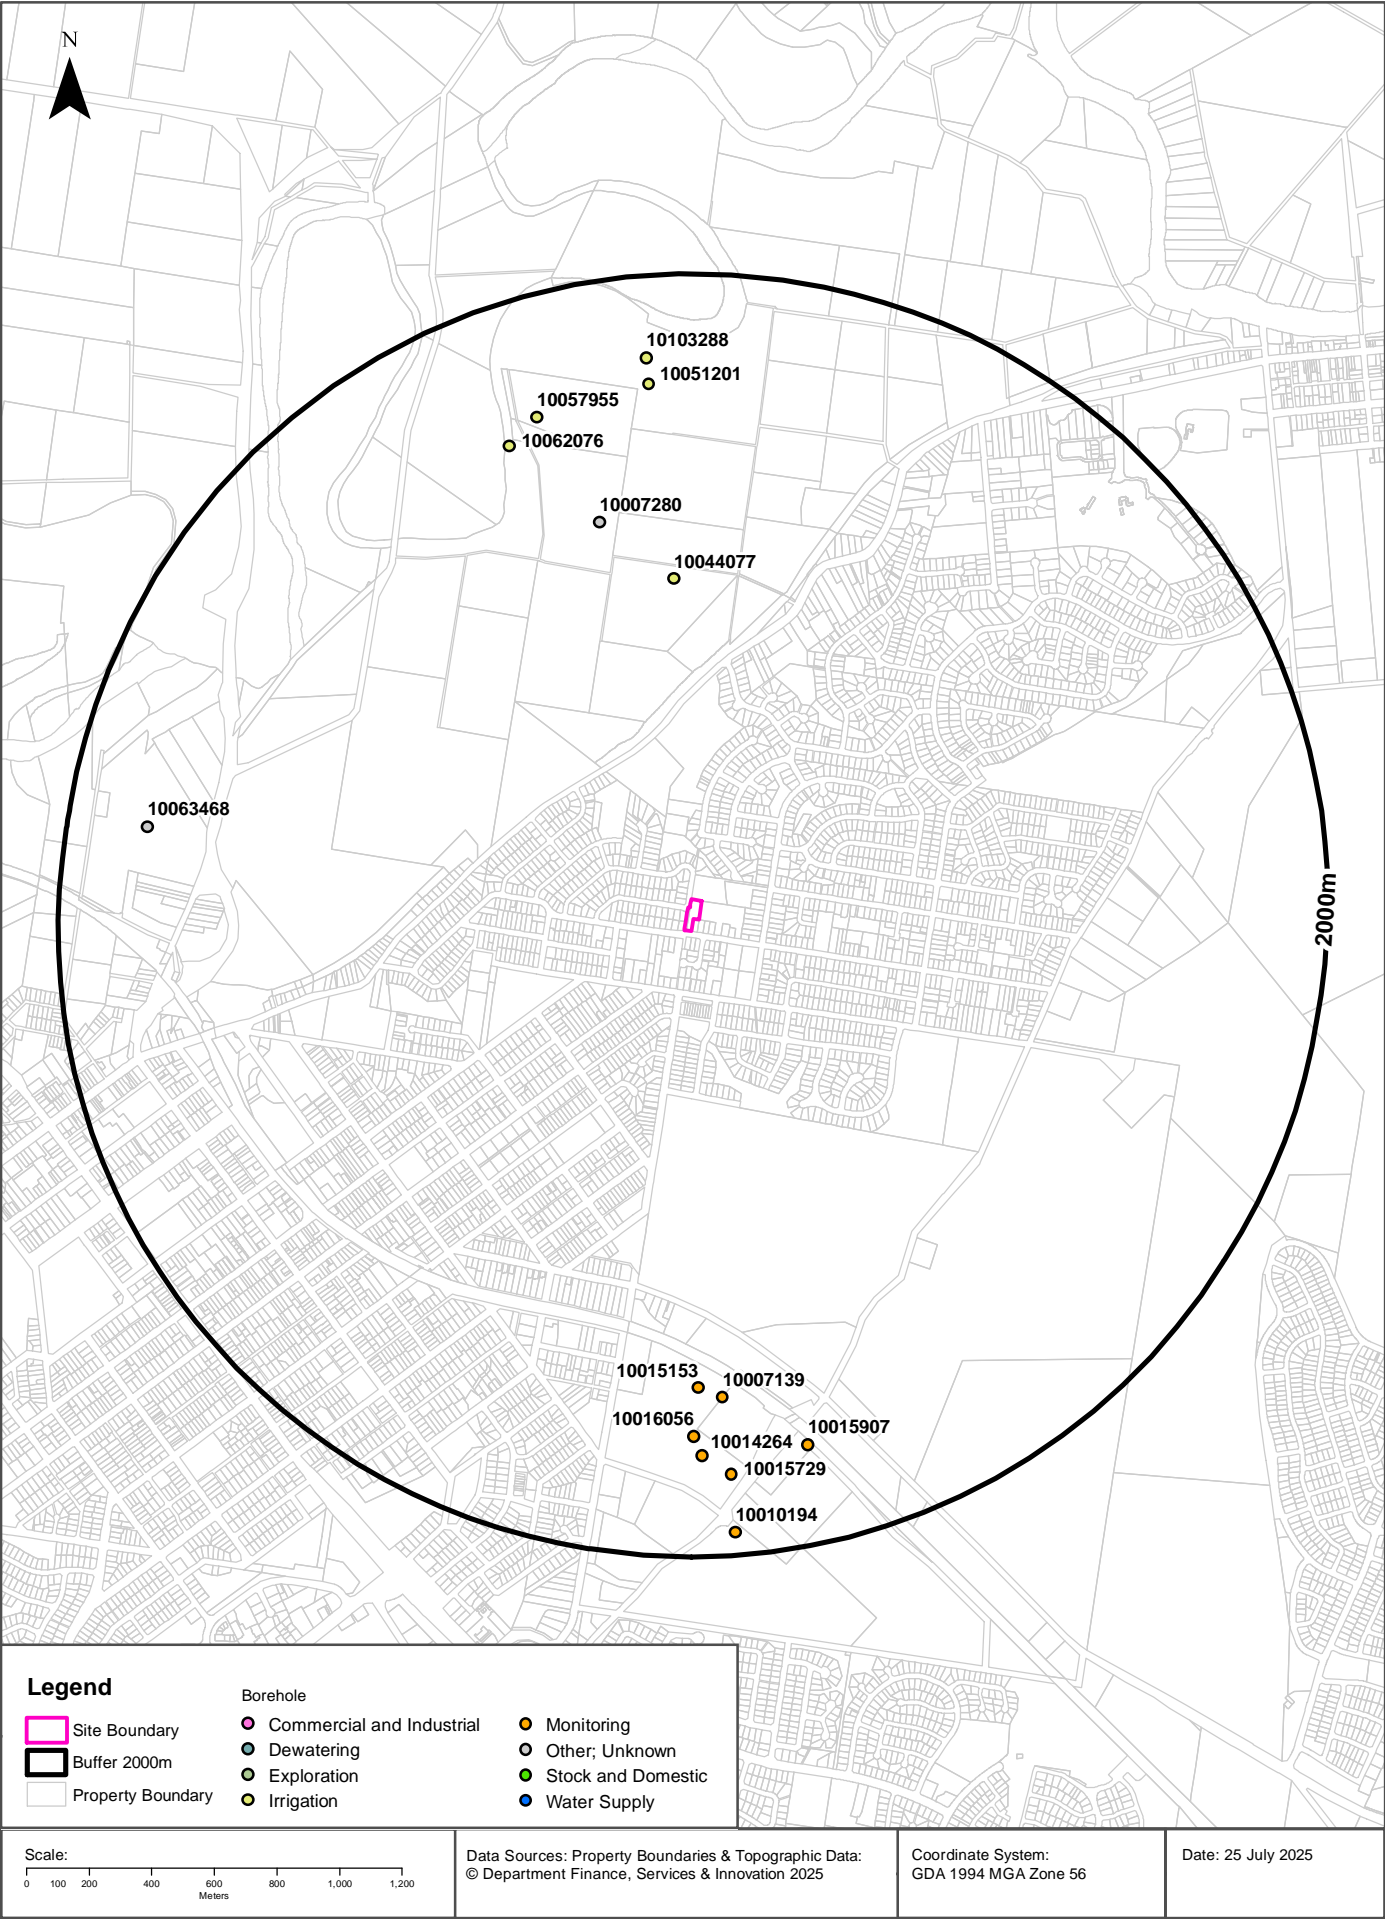 N
10103288
10051201
10057955
10062076
10007280
10044077
10063468
2000m
10015153
10007139
10016056
10015907
10014264
10015729
10010194
Legend
Site Boundary
Buffer 2000m
Property Boundary
Borehole
Commercial and Industrial
Dewatering
Exploration
Irrigation
Monitoring
Other; Unknown
Stock and Domestic
Water Supply
Scale:
0 100 200 400 600 800 1,000 1,200
Meters
Data Sources: Property Boundaries & Topographic Data:
© Department Finance, Services & Innovation 2025
Coordinate System:
GDA 1994 MGA Zone 56
Date: 25 July 2025